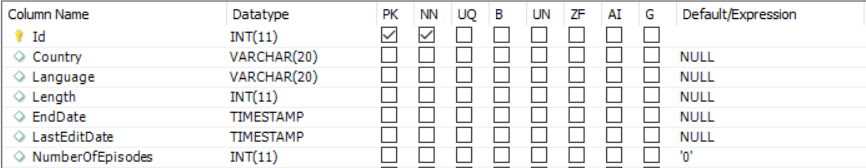 Column Name Datatype PK NN UQ B UN ZF AI G Default/Expression
Id INT(11)
Country VARCHAR(20) NULL
Language VARCHAR(20) NULL
Length INT(11) NULL
EndDate TIMESTAMP NULL
LastEditDate TIMESTAMP NULL
NumberOfEpisodes INT(11) '0'